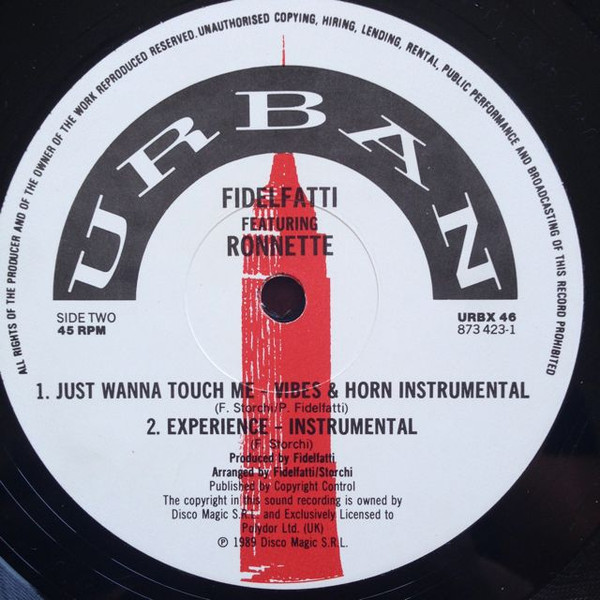 ALL RIGHTS OF THE PRODUCER AND OF THE OWNER OF THE WORK REPRODUCED RESERVED. UNAUTHORISED COPYING, HIRING, LENDING, RENTAL, PUBLIC PERFORMANCE AND BROADCASTING OF THIS RECORD PROHIBITED
URBAN
FIDELFATTI
FEATURING
RONNETTE
SIDE TWO
45 RPM
URBX 46
873 423-1
1. JUST WANNA TOUCH ME - VIBES & HORN INSTRUMENTAL
(F. Storchi/P. Fidelfatti)
2. EXPERIENCE - INSTRUMENTAL
(F. Storchi)
Produced by Fidelfatti
Arranged by Fidelfatti/Storchi
Published by Copyright Control
The copyright in this sound recording is owned by
Disco Magic S.R.L. and Exclusively Licensed to
Polydor Ltd. (UK)
℗ 1989 Disco Magic S.R.L.